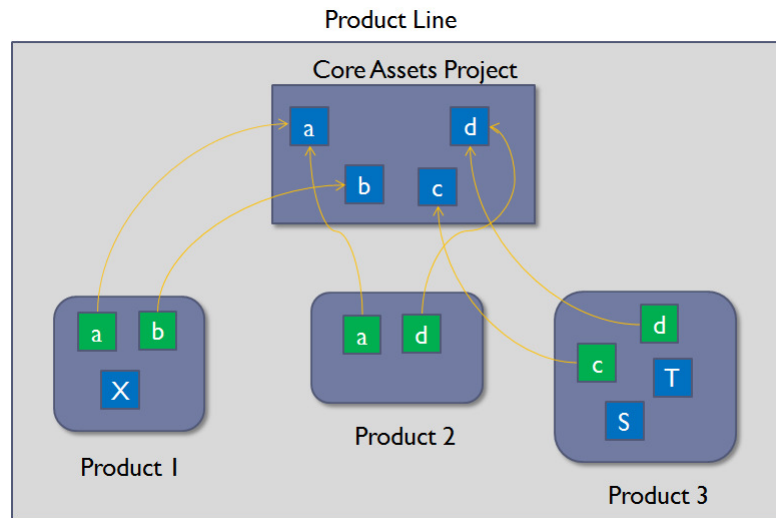 Product Line
Core Assets Project
a
d
b
c
a
b
X
a
d
d
c
T
S
Product 1
Product 2
Product 3